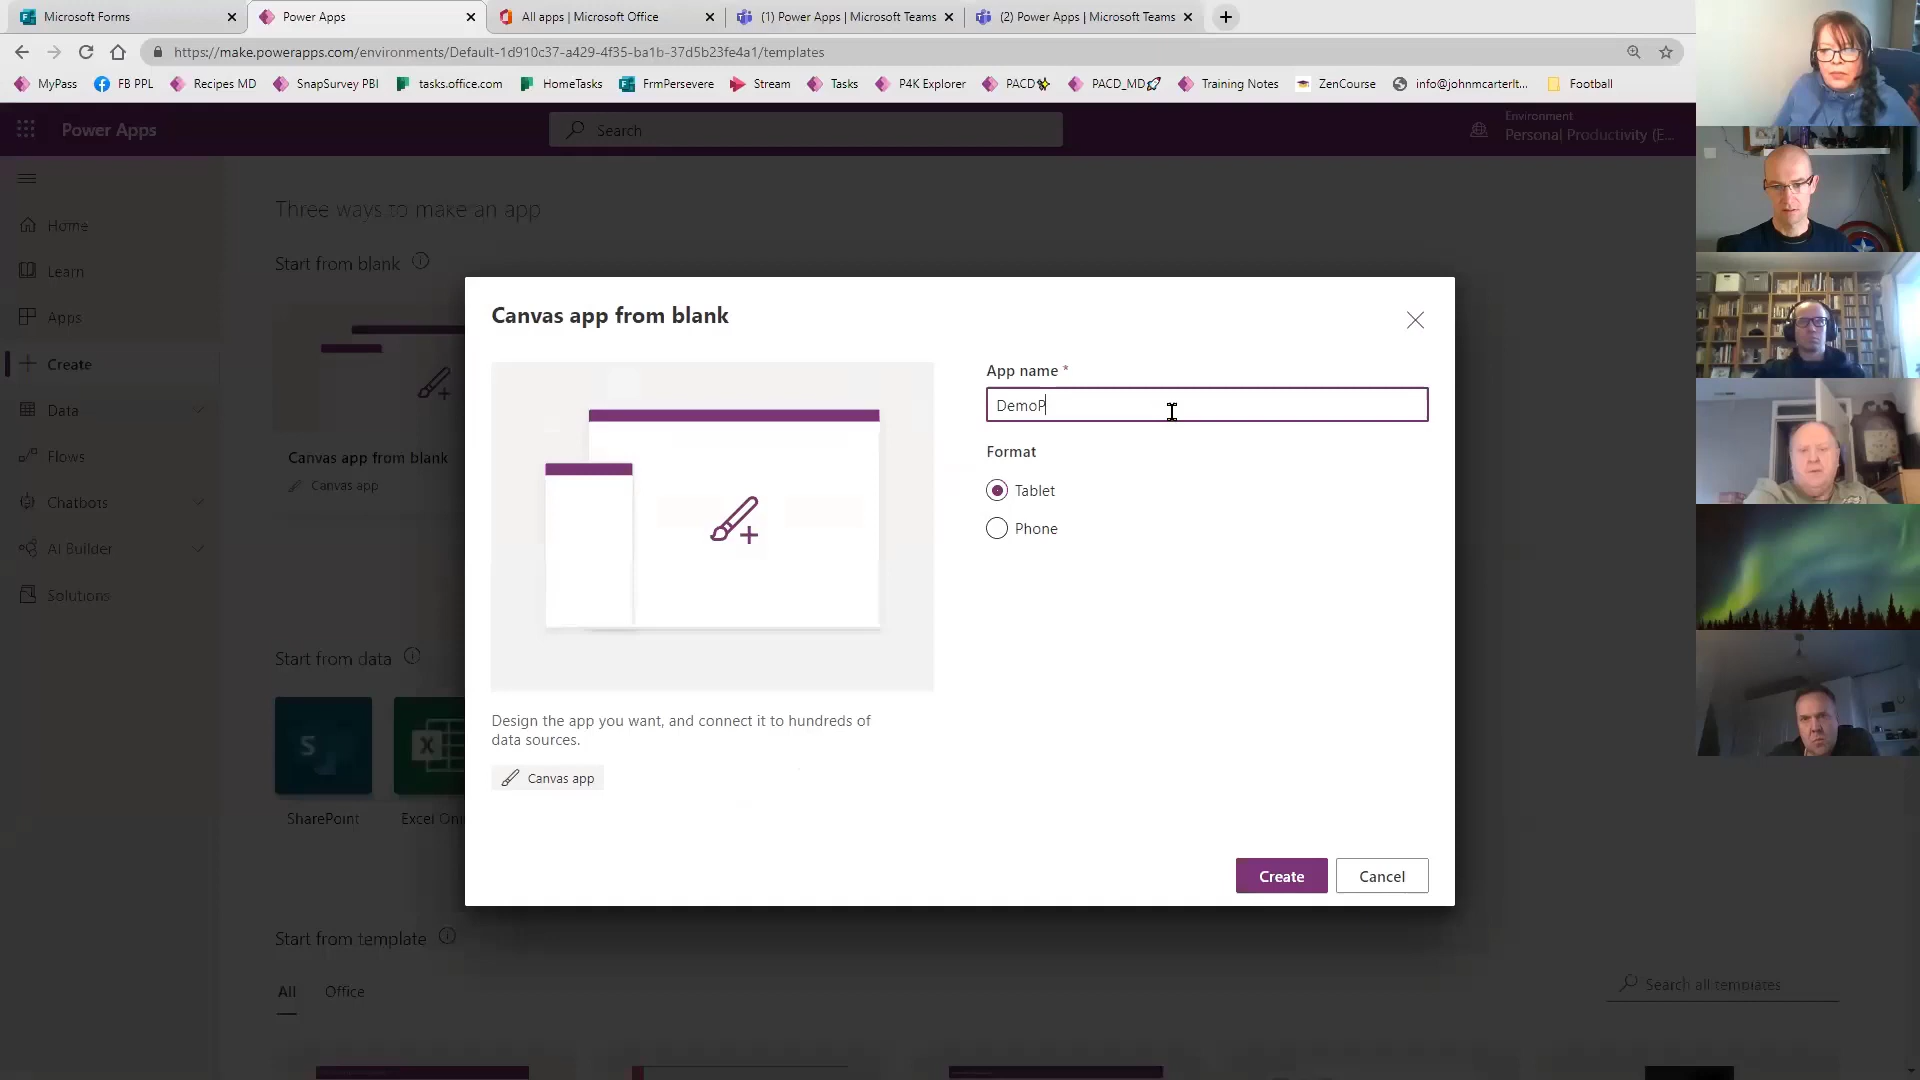 Microsoft Forms
Power Apps
All apps | Microsoft Office
(1) Power Apps | Microsoft Teams
(2) Power Apps | Microsoft Teams
https://make.powerapps.com/environments/Default-1d910c37-a429-4f35-ba1b-37d5b23fe4a1/templates
MyPass
FB PPL
Recipes MD
SnapSurvey PBI
tasks.office.com
HomeTasks
FrmPersevere
Stream
Tasks
P4K Explorer
PACD
PACD_MD
Training Notes
ZenCourse
info@johnmcarterlt...
Football
Power Apps
Search
Environment
Personal Productivity (E...
Three ways to make an app
Home
Start from blank
Learn
Apps
Canvas app from blank
Create
App name *
Data
DemoP
Flows
Canvas app from blank
Format
Canvas app
Chatbots
Tablet
AI Builder
Phone
Solutions
Start from data
S
X
Design the app you want, and connect it to hundreds of
data sources.
Canvas app
SharePoint
Excel Onl
Create
Cancel
Start from template
All
Office
Search all templates